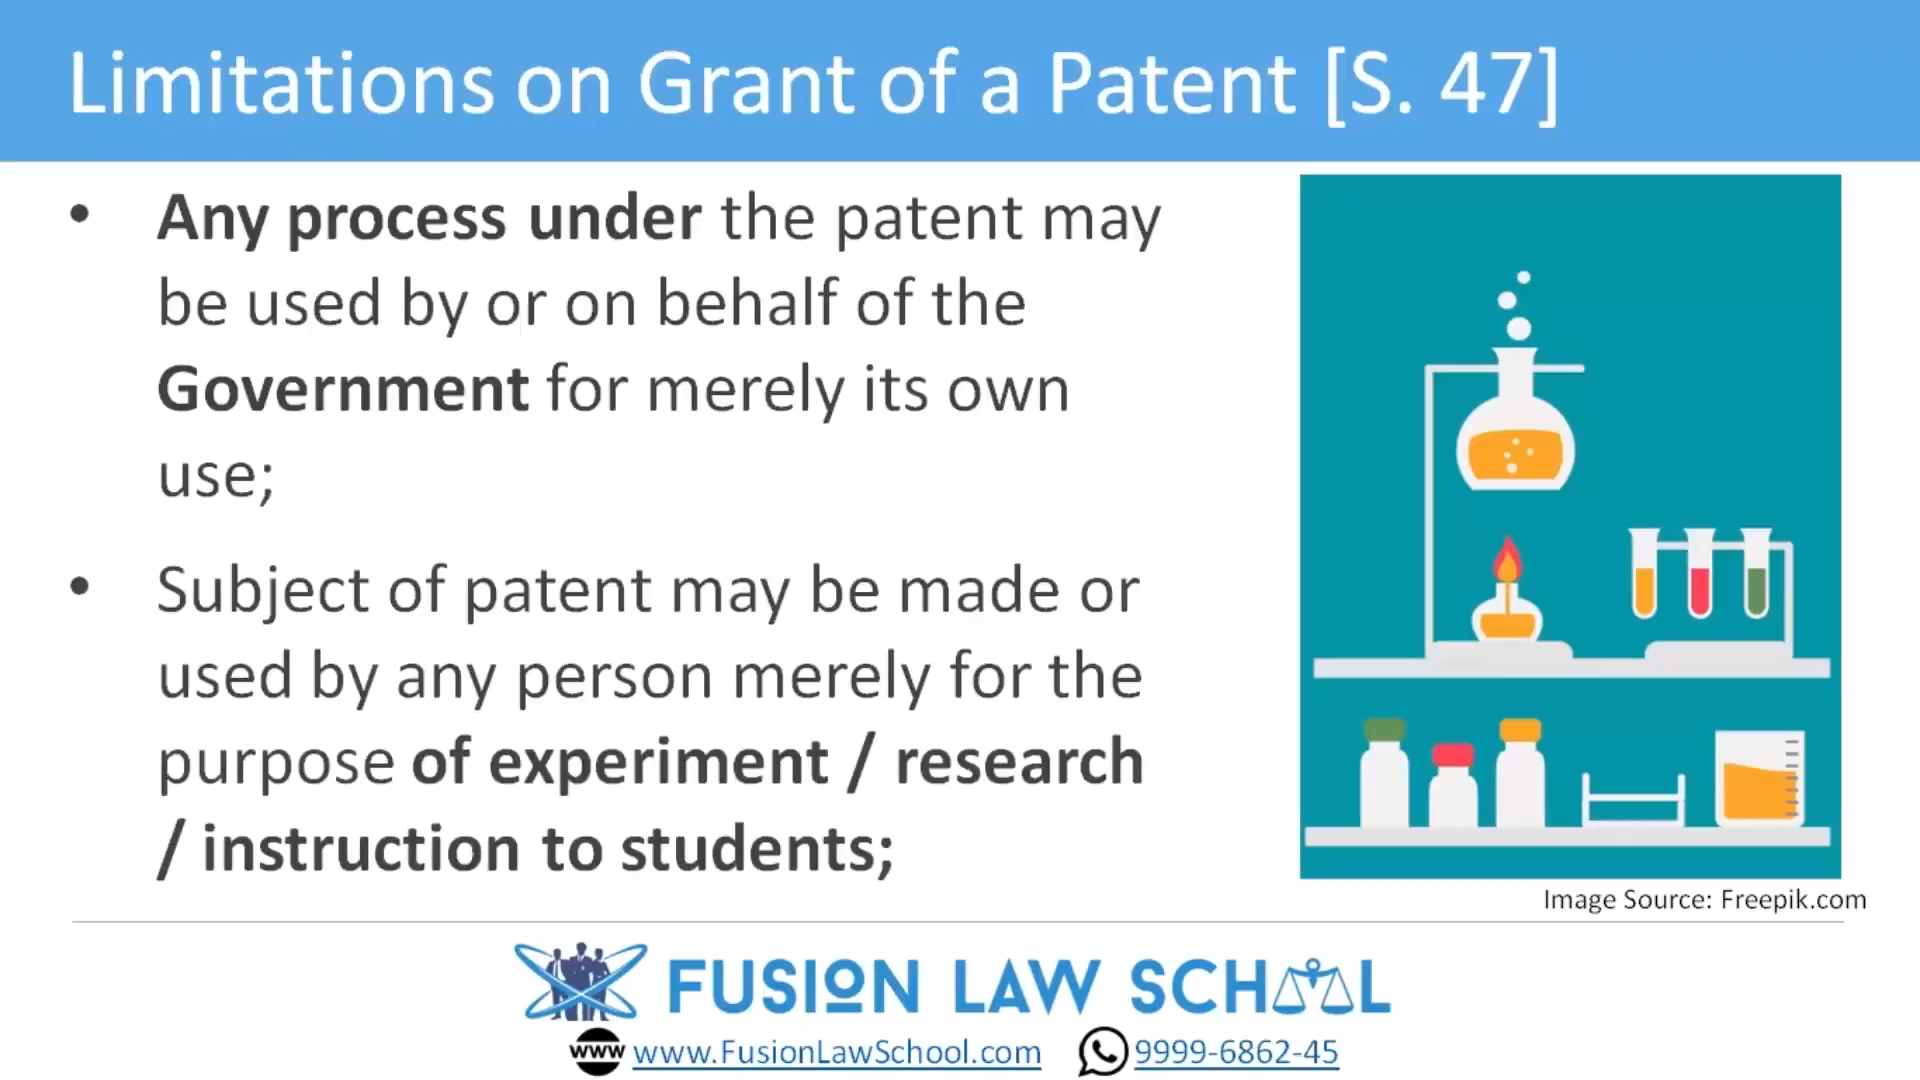 Limitations on Grant of a Patent [S. 47]
• Any process under the patent may
be used by or on behalf of the
Government for merely its own
use;
• Subject of patent may be made or
used by any person merely for the
purpose of experiment / research
/ instruction to students;
Image Source: Freepik.com
FUSION LAW SCHOOL
www www.FusionLawSchool.com 9999-6862-45